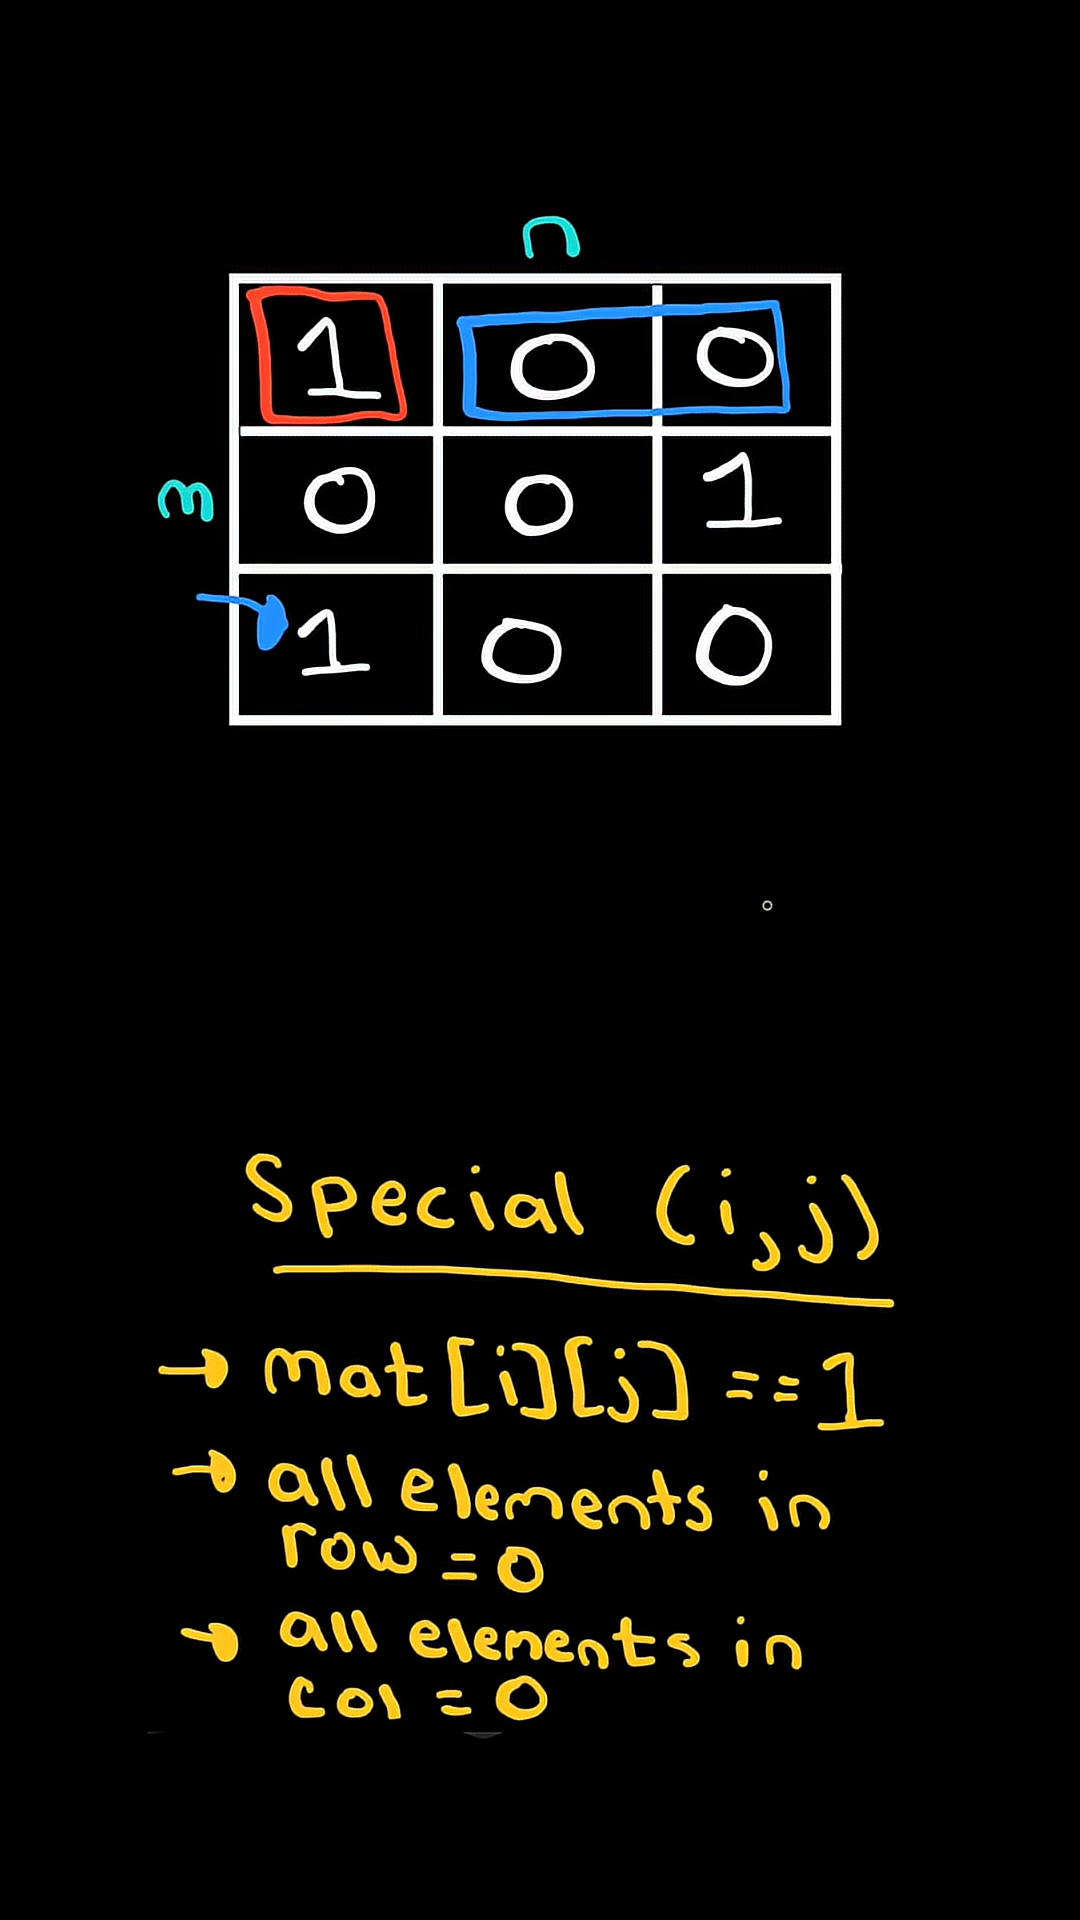 n
1 0 0
m
0 0 1
1 0 0
Special (i,j)
→ mat[i][j] == 1
→ all elements in
row = 0
→ all elements in
col = 0